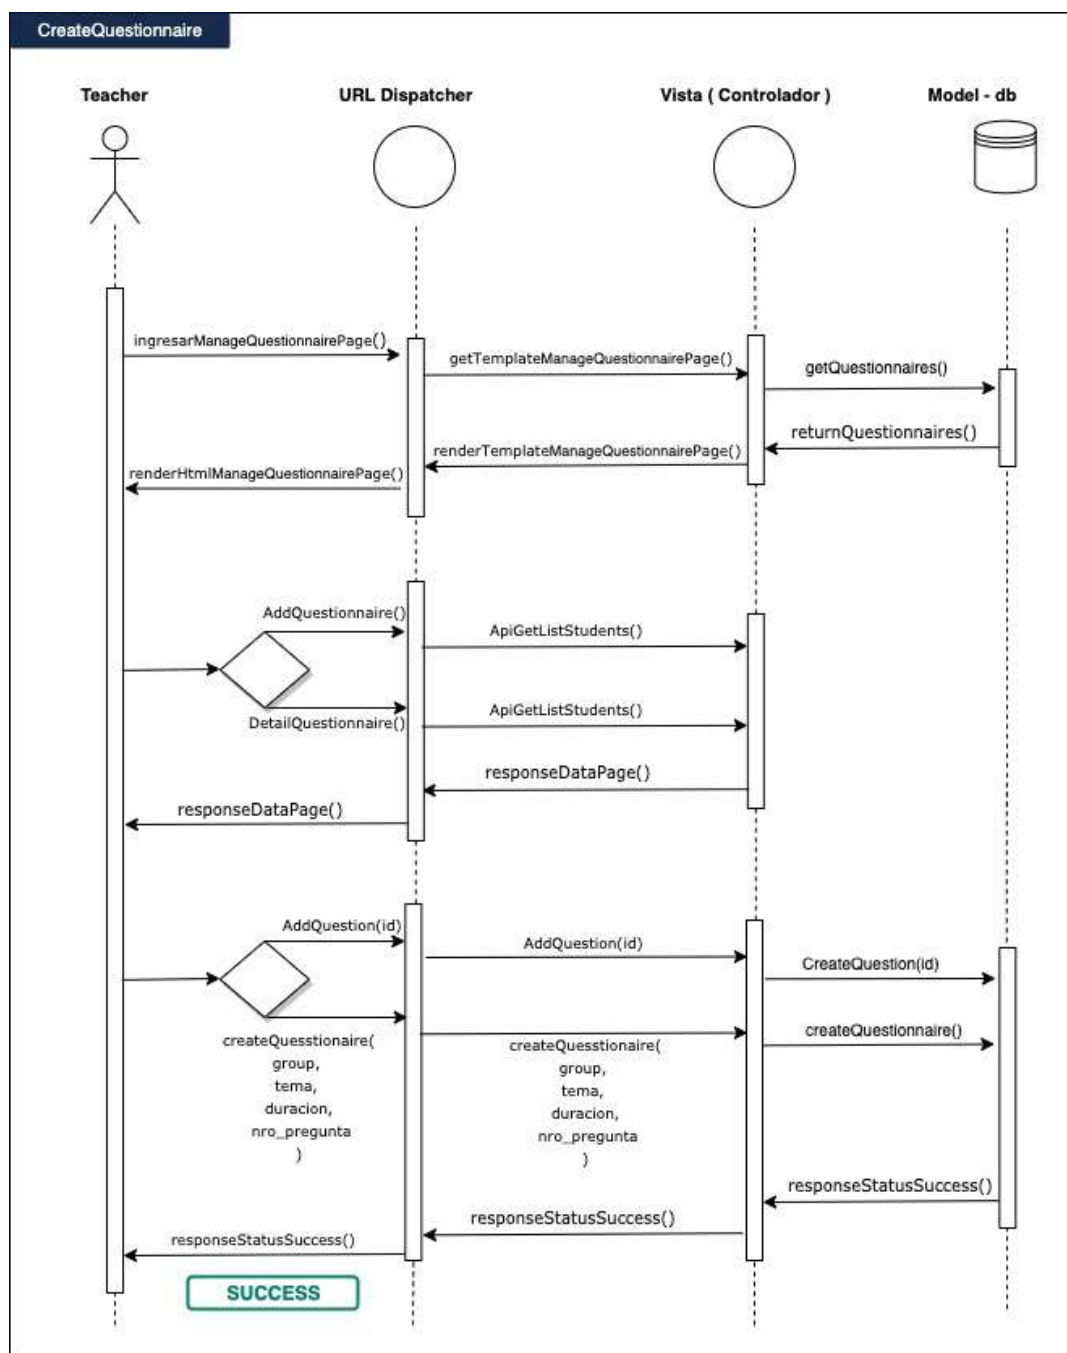 CreateQuestionnaire
Teacher
URL Dispatcher
Vista ( Controlador )
Model - db
ingresarManageQuestionnairePage()
getTemplateManageQuestionnairePage()
getQuestionnaires()
returnQuestionnaires()
renderTemplateManageQuestionnairePage()
renderHtmlManageQuestionnairePage()
AddQuestionnaire()
ApiGetListStudents()
DetailQuestionnaire()
ApiGetListStudents()
responseDataPage()
responseDataPage()
AddQuestion(id)
AddQuestion(id)
CreateQuestion(id)
createQuestionnaire()
createQuesstionaire(
group,
tema,
duracion,
nro_pregunta
)
createQuesstionaire(
group,
tema,
duracion,
nro_pregunta
)
responseStatusSuccess()
responseStatusSuccess()
responseStatusSuccess()
SUCCESS